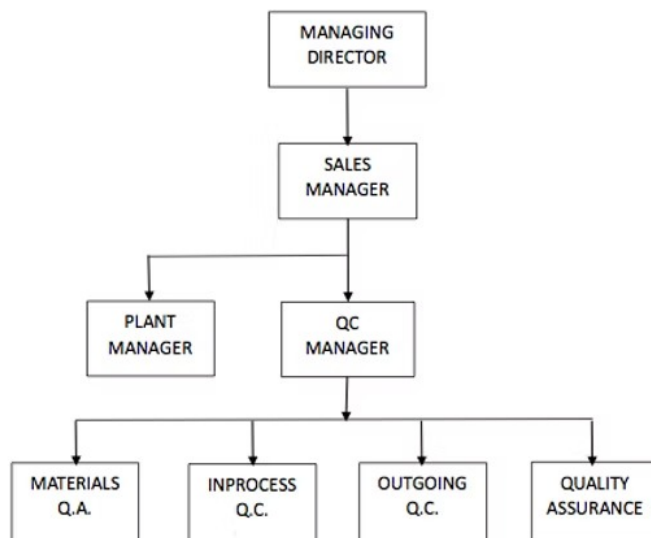 MANAGING
DIRECTOR
SALES
MANAGER
PLANT
MANAGER
QC
MANAGER
MATERIALS
Q.A.
INPROCESS
Q.C.
OUTGOING
Q.C.
QUALITY
ASSURANCE